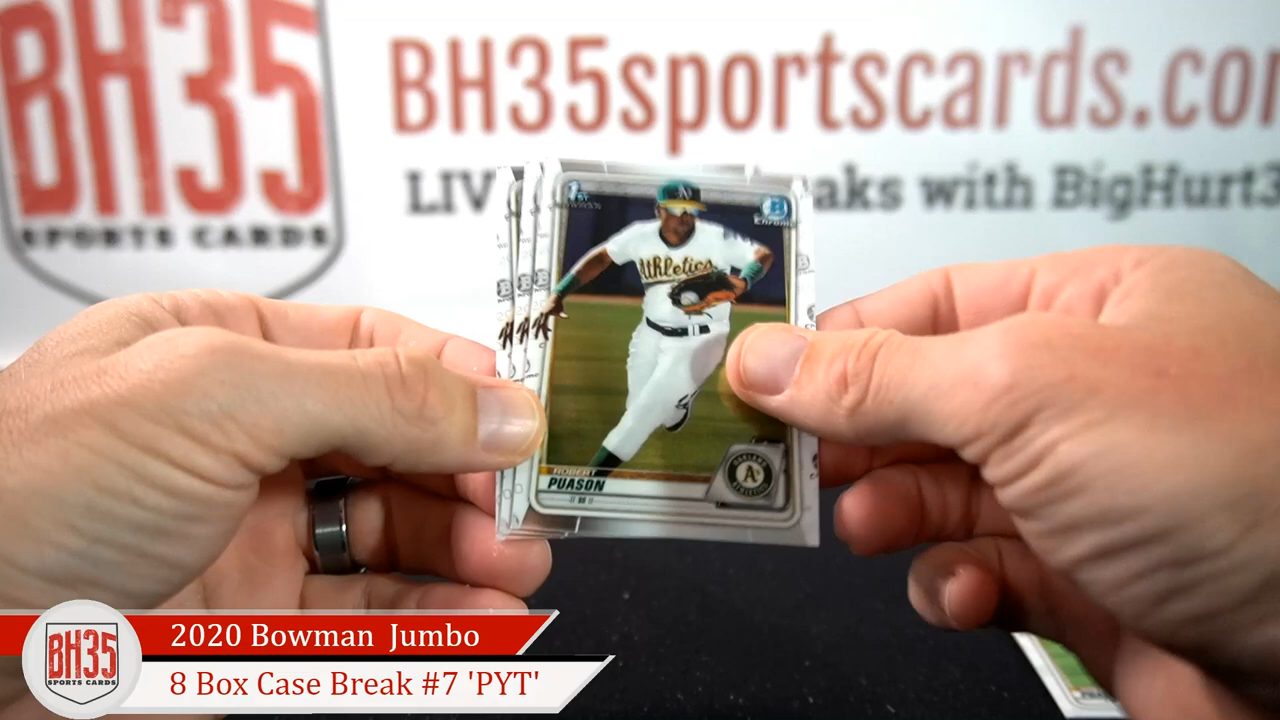 BH35
SPORTS CARDS
BH35sportscards.co
LIV aks with BigHurt3
1st
BOWMAN
B
Chrome
Athletics
ROBERT
PUASON
SS
OAKLAND
A's
ATHLETICS
BH35
SPORTS CARDS
2020 Bowman Jumbo
8 Box Case Break #7 'PYT'